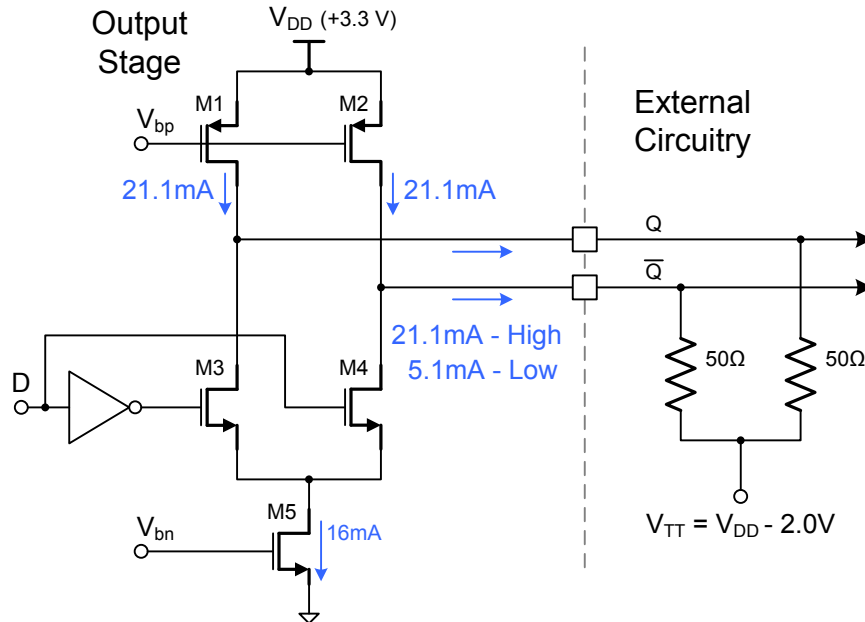 Output
Stage
V_DD (+3.3 V)
M1
M2
V_bp
21.1mA
21.1mA
External
Circuitry
Q
Q̅
21.1mA - High
5.1mA - Low
50Ω
50Ω
D
M3
M4
V_bn
M5
16mA
V_TT = V_DD - 2.0V